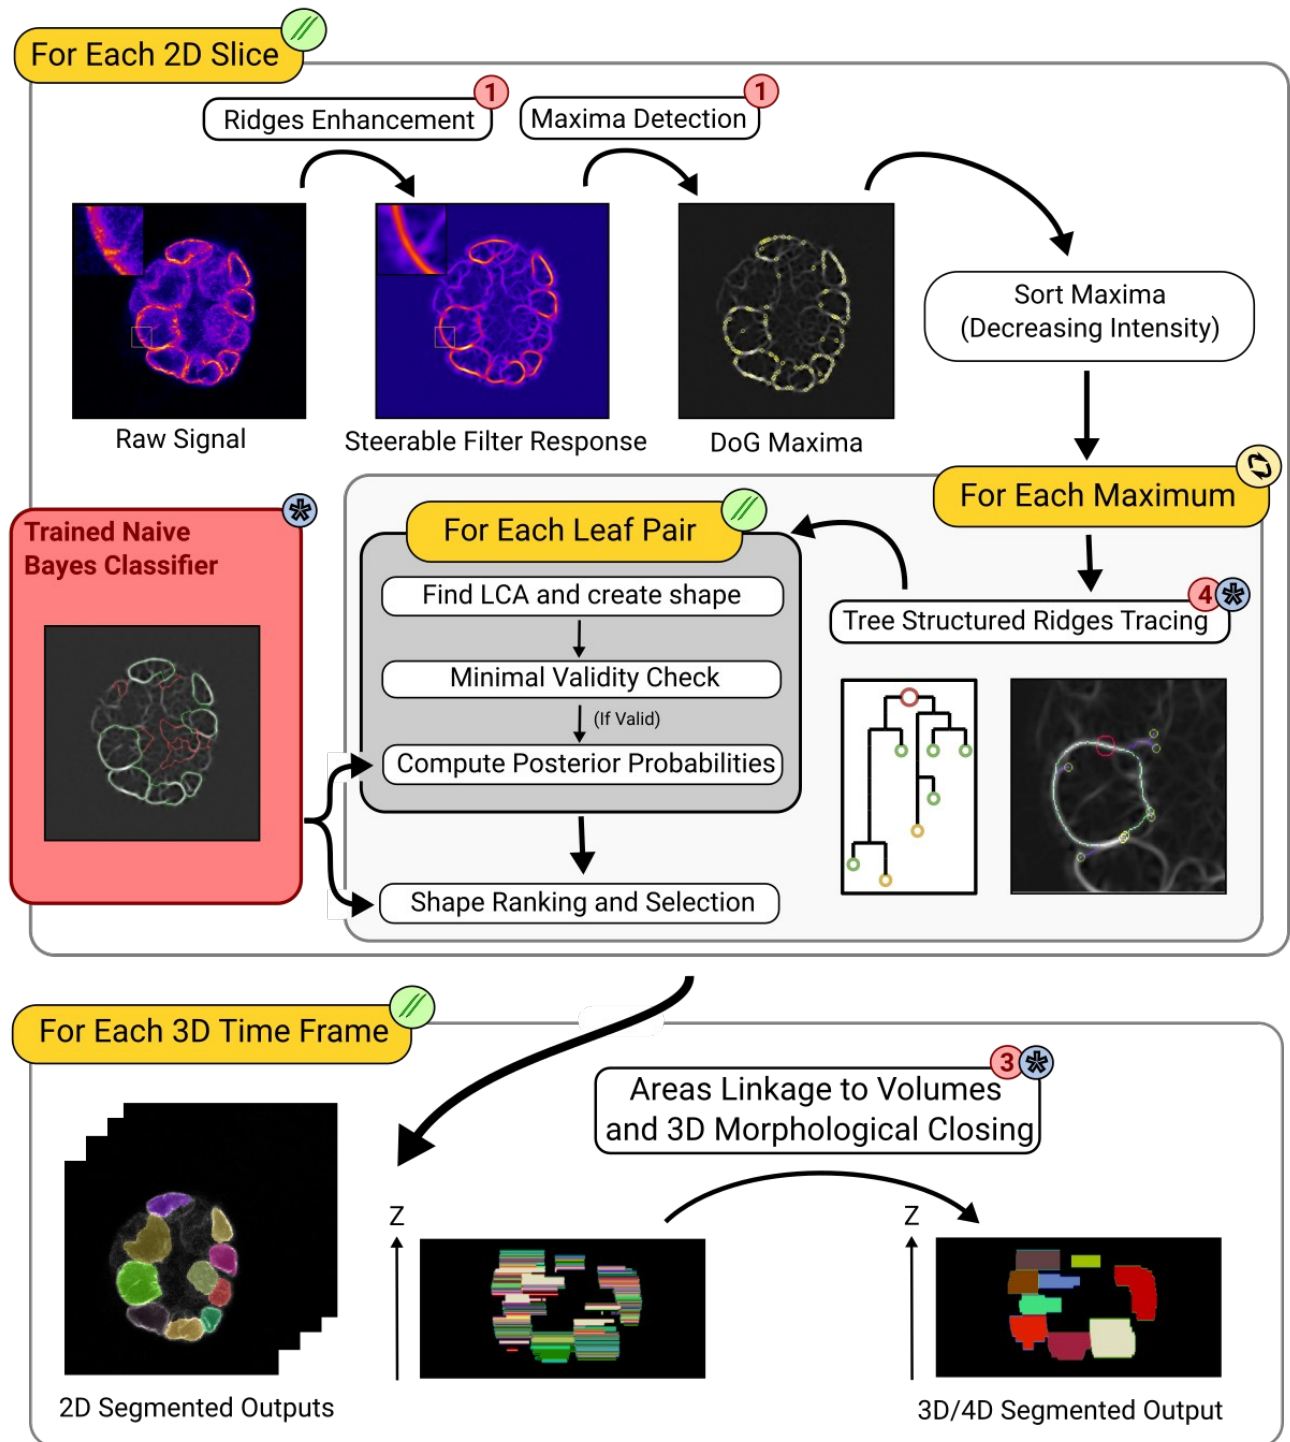 For Each 2D Slice
Ridges Enhancement
1
Maxima Detection
1
Raw Signal
Steerable Filter Response
DoG Maxima
Sort Maxima
(Decreasing Intensity)
For Each Maximum
Trained Naive
Bayes Classifier
For Each Leaf Pair
Find LCA and create shape
Minimal Validity Check
(If Valid)
Compute Posterior Probabilities
Shape Ranking and Selection
Tree Structured Ridges Tracing
4
*
*
For Each 3D Time Frame
Areas Linkage to Volumes
and 3D Morphological Closing
3
*
Z
Z
2D Segmented Outputs
3D/4D Segmented Output